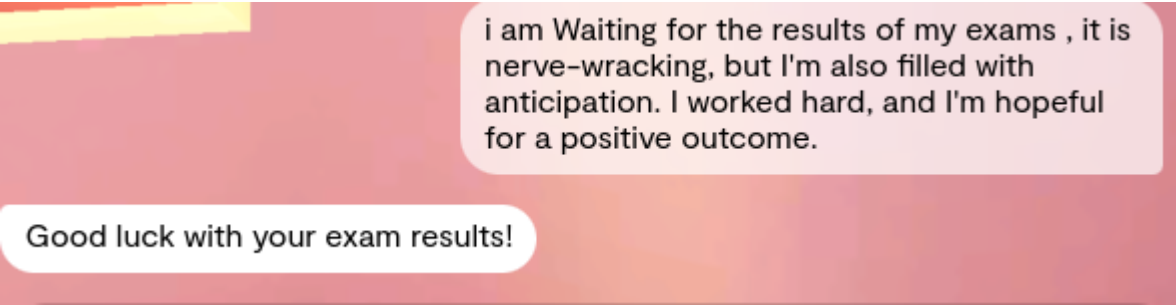 i am Waiting for the results of my exams , it is
nerve-wracking, but I'm also filled with
anticipation. I worked hard, and I'm hopeful
for a positive outcome.
Good luck with your exam results!